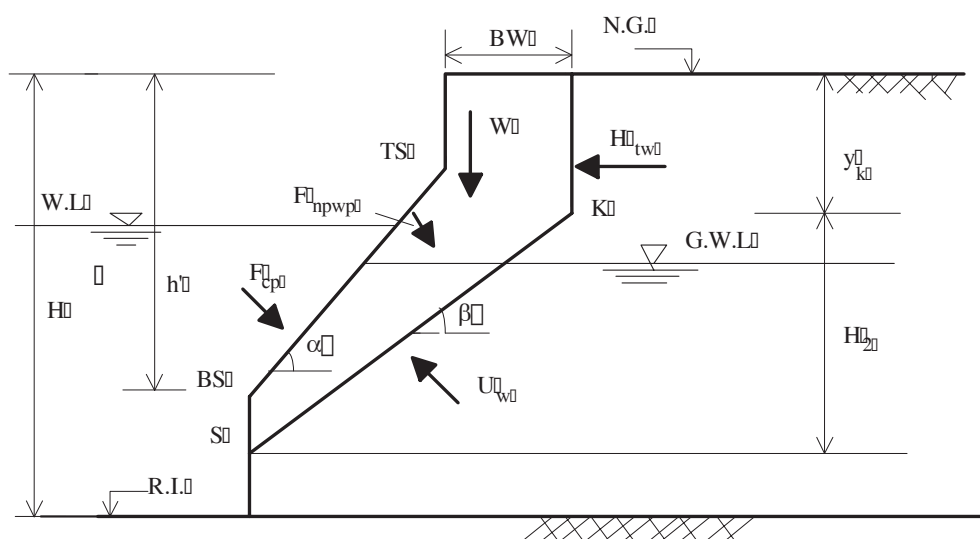 N.G.▯
BW▯
W▯
H▯tw▯
TS▯
y▯k▯
F▯npwp▯
W.L▯
K▯
G.W.L▯
▯
h'▯
F▯cp▯
H▯
β▯
H▯2▯
α▯
BS▯
U▯w▯
S▯
R.I.▯